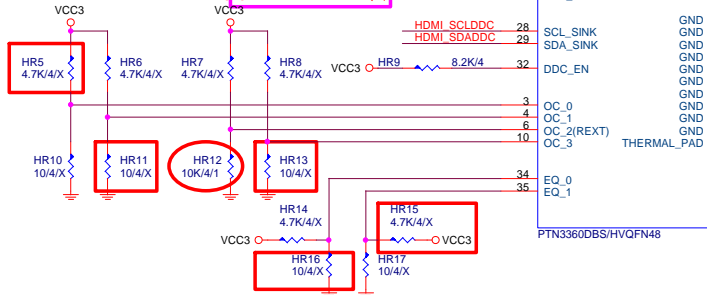 VCC3 VCC3
HDMI_SCLDDC 28 SCL_SINK GND
HDMI_SDADDC 29 SDA_SINK GND
GND
HR5 HR6 HR7 HR8 VCC3 HR9 8.2K/4 32 DDC_EN GND
4.7K/4/X 4.7K/4/X 4.7K/4/X 4.7K/4/X GND
GND
3 OC_0 GND
4 OC_1 GND
6 OC_2(REXT) GND
10 OC_3 THERMAL_PAD
HR10 HR11 HR12 HR13
10/4/X 10/4/X 10K/4/1 10/4/X
34 EQ_0
35 EQ_1
HR14 HR15
4.7K/4/X 4.7K/4/X
VCC3 VCC3 PTN3360DBS/HVQFN48
HR16 HR17
10/4/X 10/4/X